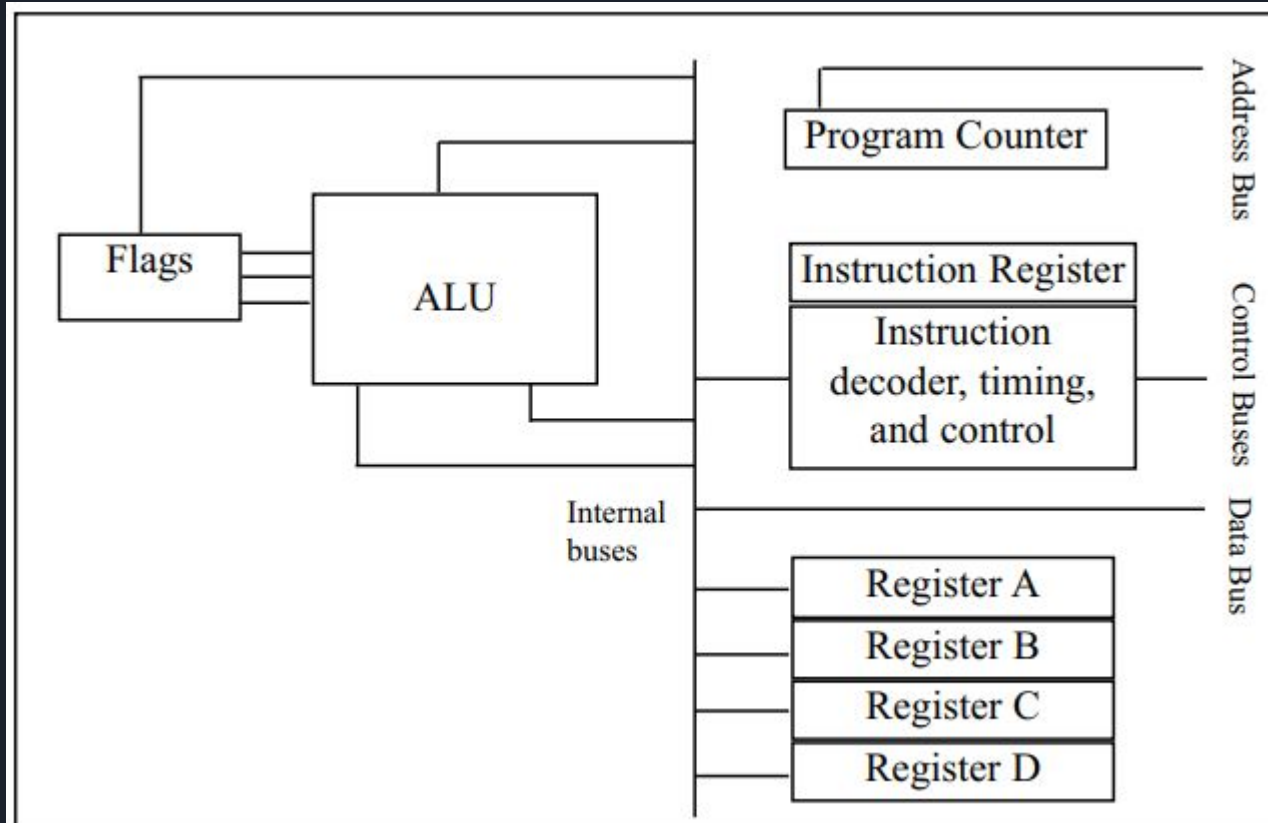 Program Counter
Address Bus
Flags
ALU
Instruction Register
Instruction
decoder, timing,
and control
Control Buses
Internal
buses
Data Bus
Register A
Register B
Register C
Register D